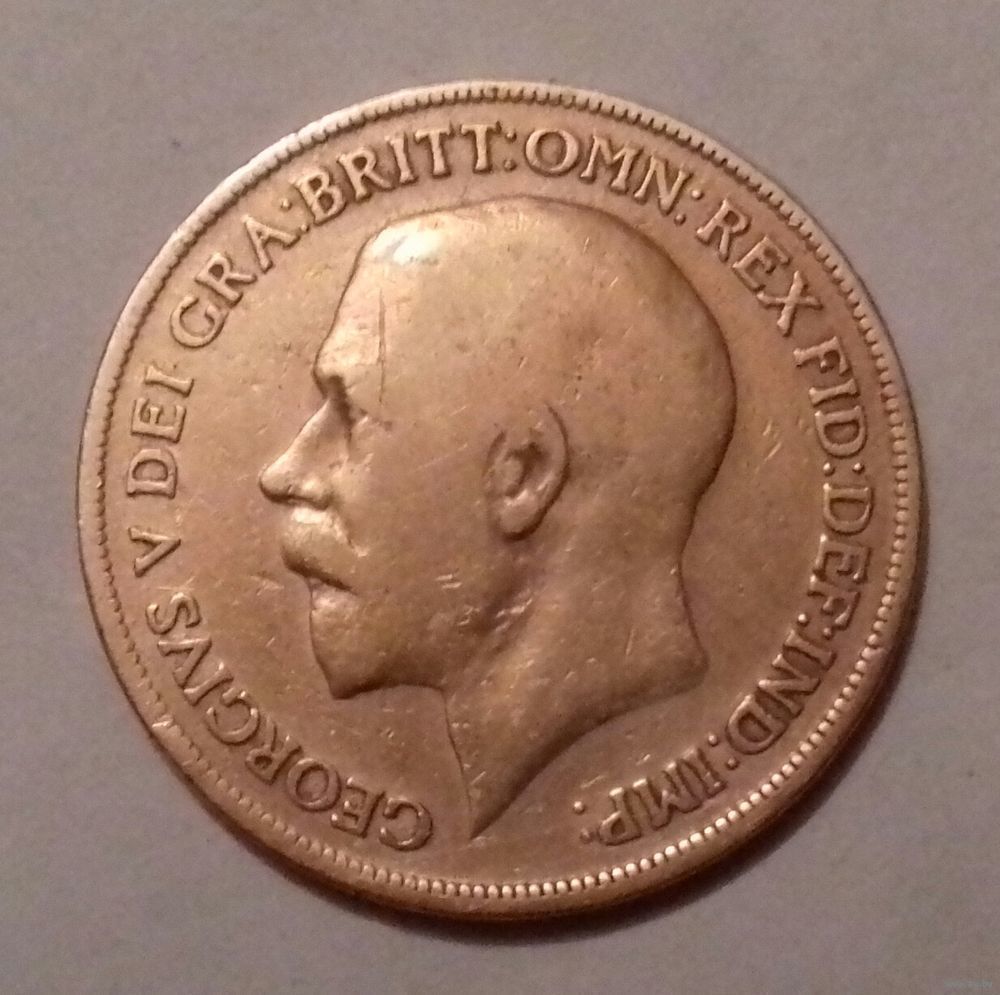 GEORGIVS V DEI GRA:BRITT:OMN:REX FID:DEF:IND:IMP: